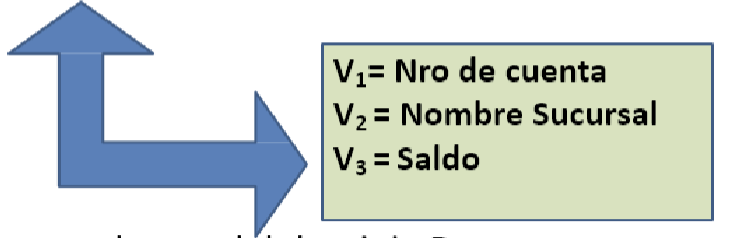 V₁= Nro de cuenta
V₂ = Nombre Sucursal
V₃ = Saldo